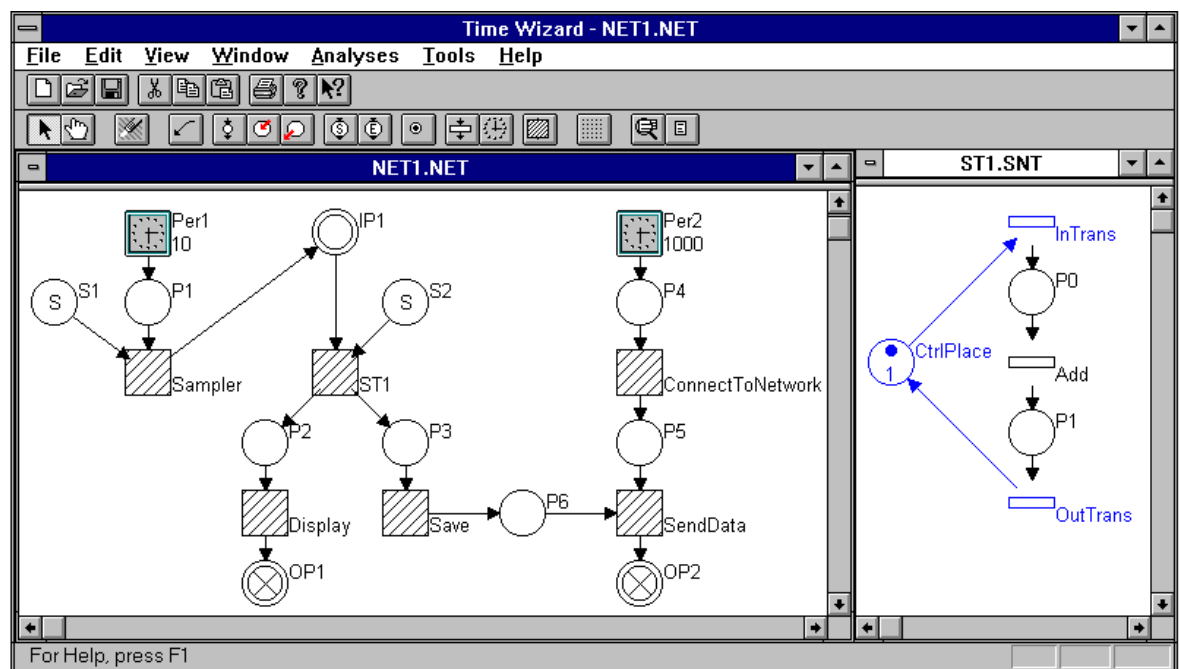 Time Wizard - NET1.NET
File Edit View Window Analyses Tools Help
S E
NET1.NET
ST1.SNT
Per1
10
IP1
Per2
1000
InTrans
S S1
P1
S S2
P4
P0
CtrlPlace
1
Sampler
ST1
ConnectToNetwork
Add
P2
P3
P5
P1
Display
Save
P6
SendData
OutTrans
OP1
OP2
For Help, press F1